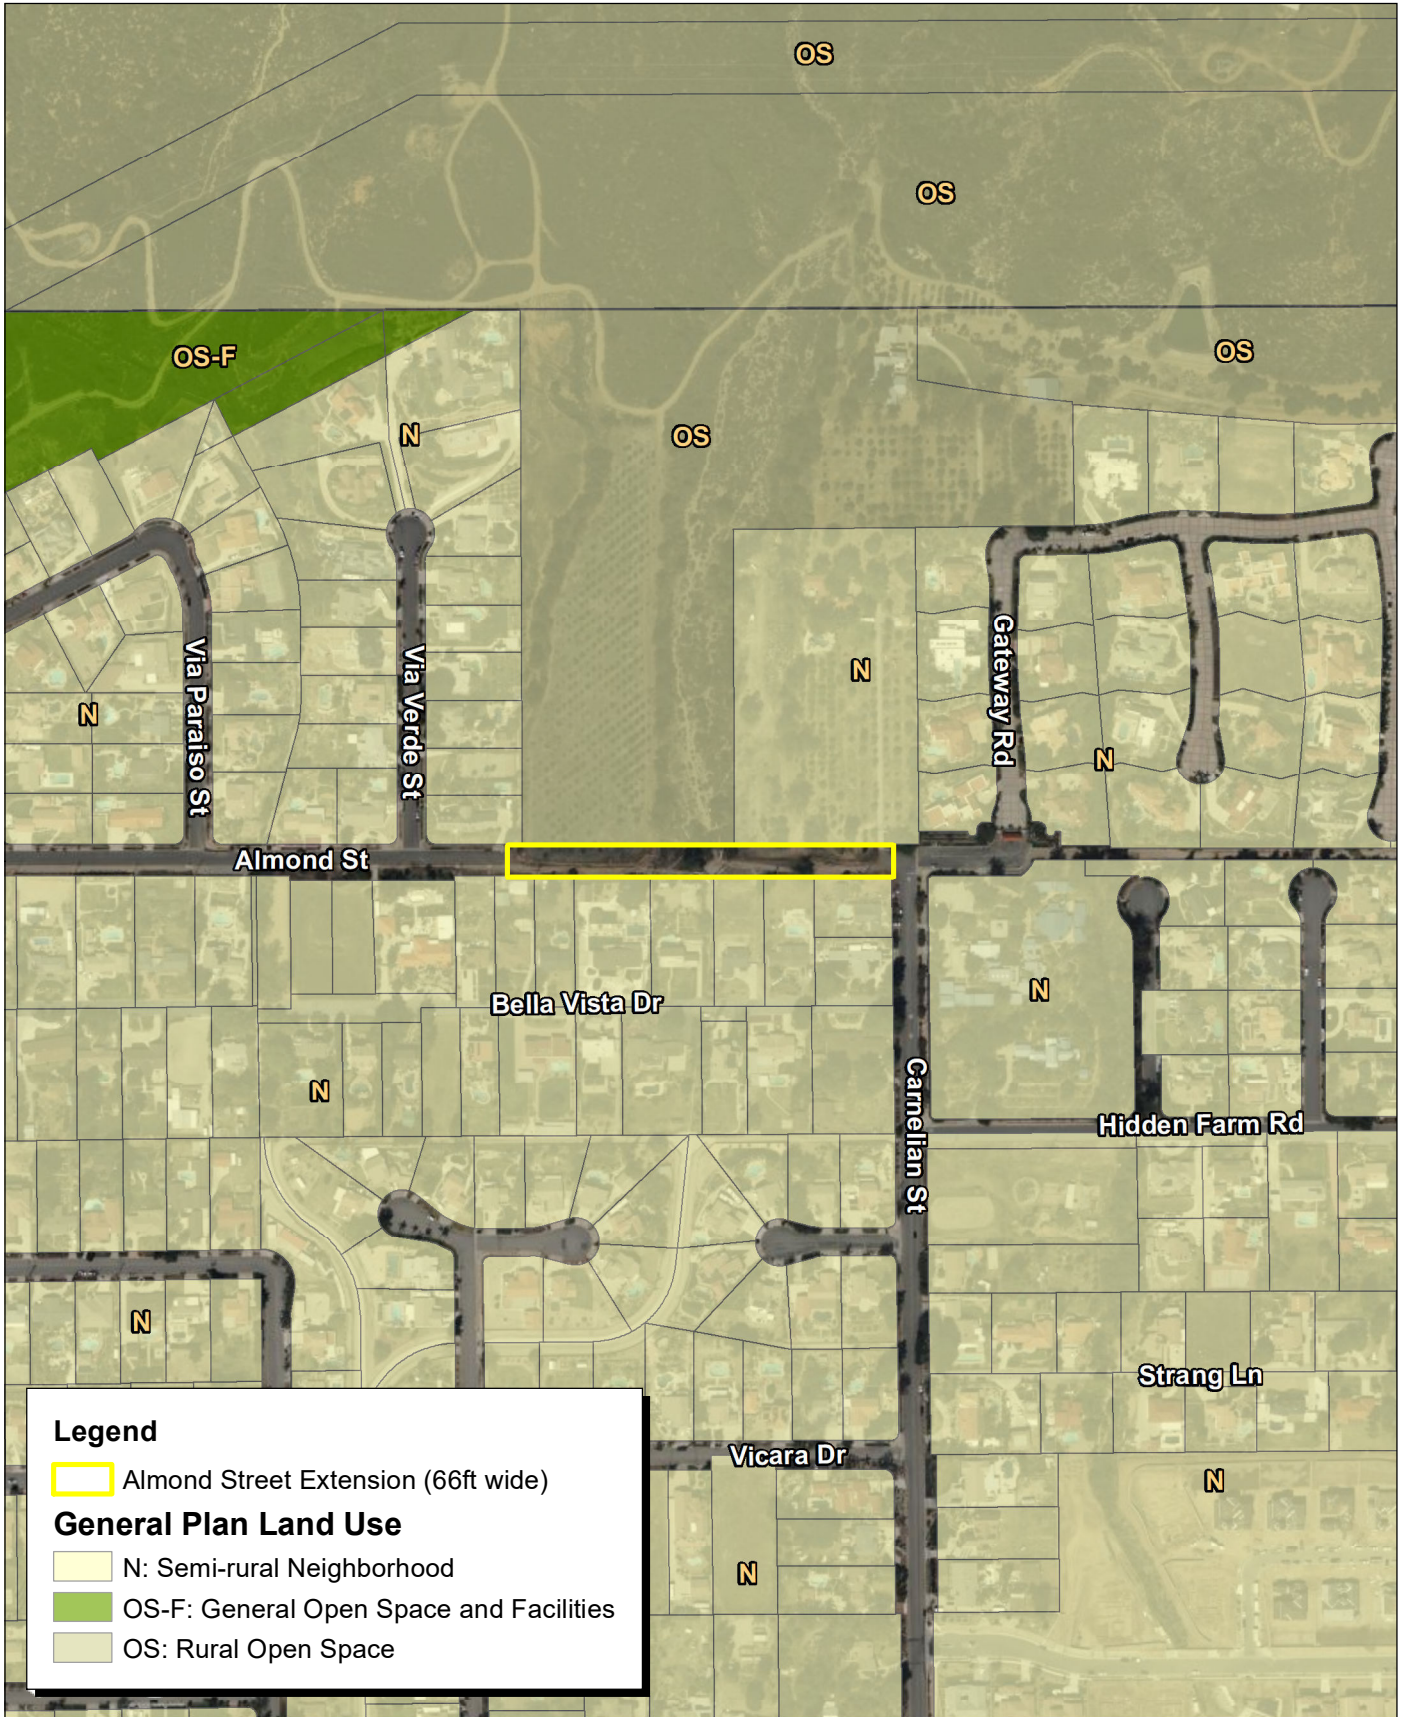 OS
OS
OS-F
OS
N
OS
Via Paraiso St
Via Verde St
Gateway Rd
N
N
N
Almond St
N
Bella Vista Dr
N
Carnelian St
Hidden Farm Rd
N
Strang Ln
Vicara Dr
N
N
Legend
Almond Street Extension (66ft wide)
General Plan Land Use
N: Semi-rural Neighborhood
OS-F: General Open Space and Facilities
OS: Rural Open Space